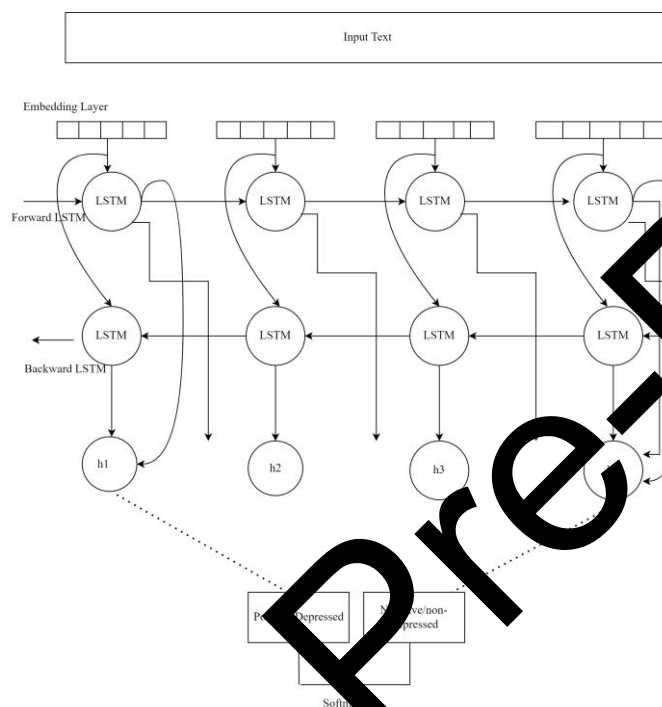 Input Text
Embedding Layer
LSTM LSTM LSTM LSTM
Forward LSTM
LSTM LSTM LSTM LSTM
Backward LSTM
h1 h2 h3
Depressed
Pre-